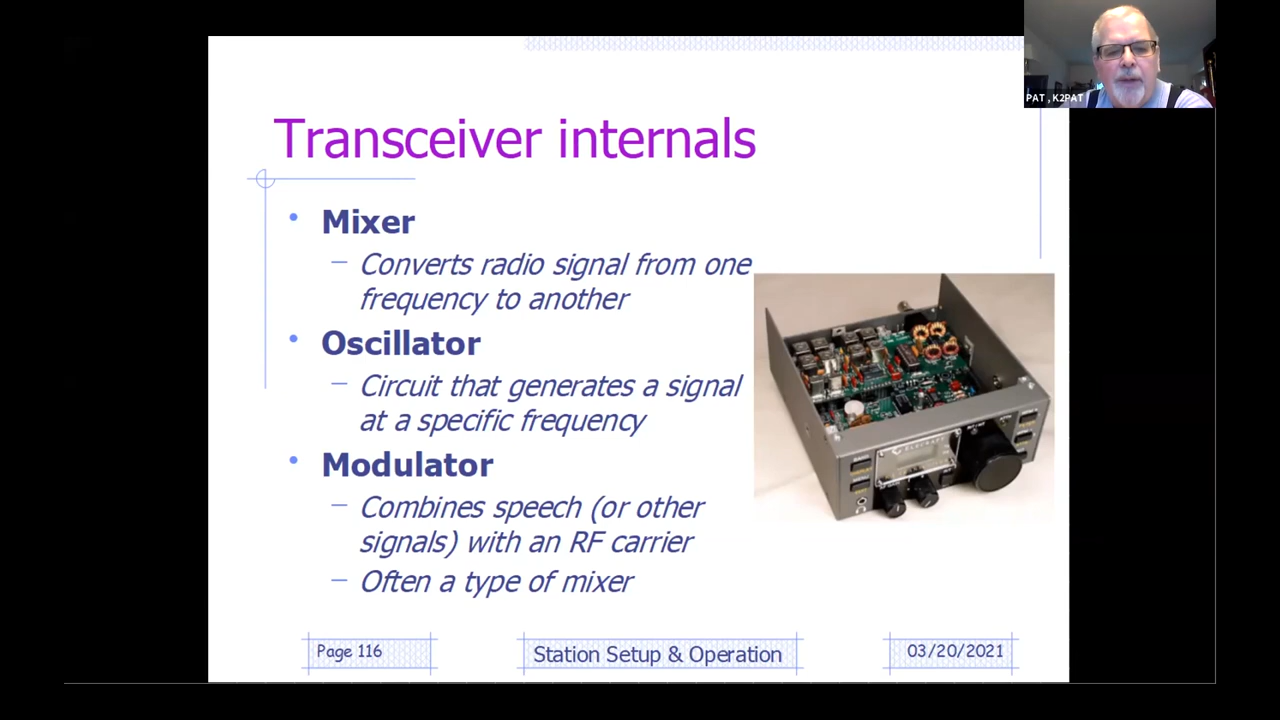 PAT , K2PAT
Transceiver internals
• Mixer
– Converts radio signal from one
frequency to another
• Oscillator
– Circuit that generates a signal
at a specific frequency
• Modulator
– Combines speech (or other
signals) with an RF carrier
– Often a type of mixer
ELECRAFT
Page 116
Station Setup & Operation
03/20/2021